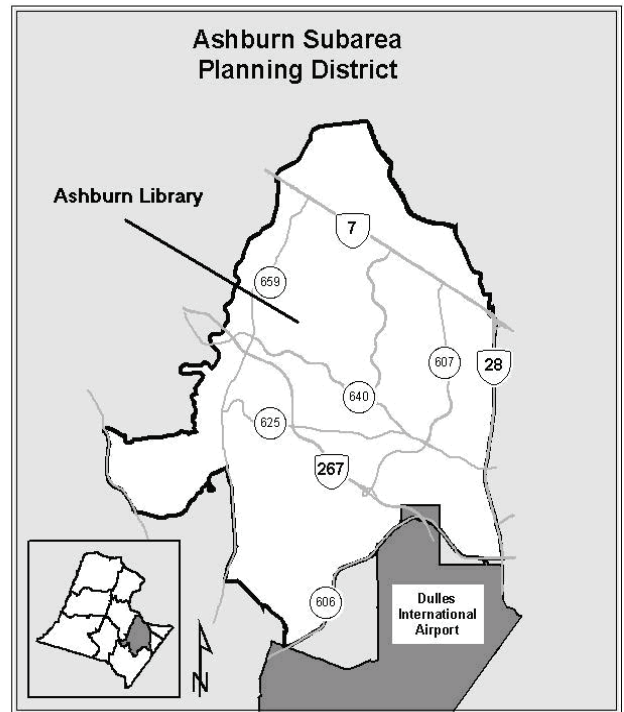 Ashburn Subarea
Planning District
Ashburn Library
7
659
607
28
640
625
267
606
Dulles
International
Airport
N